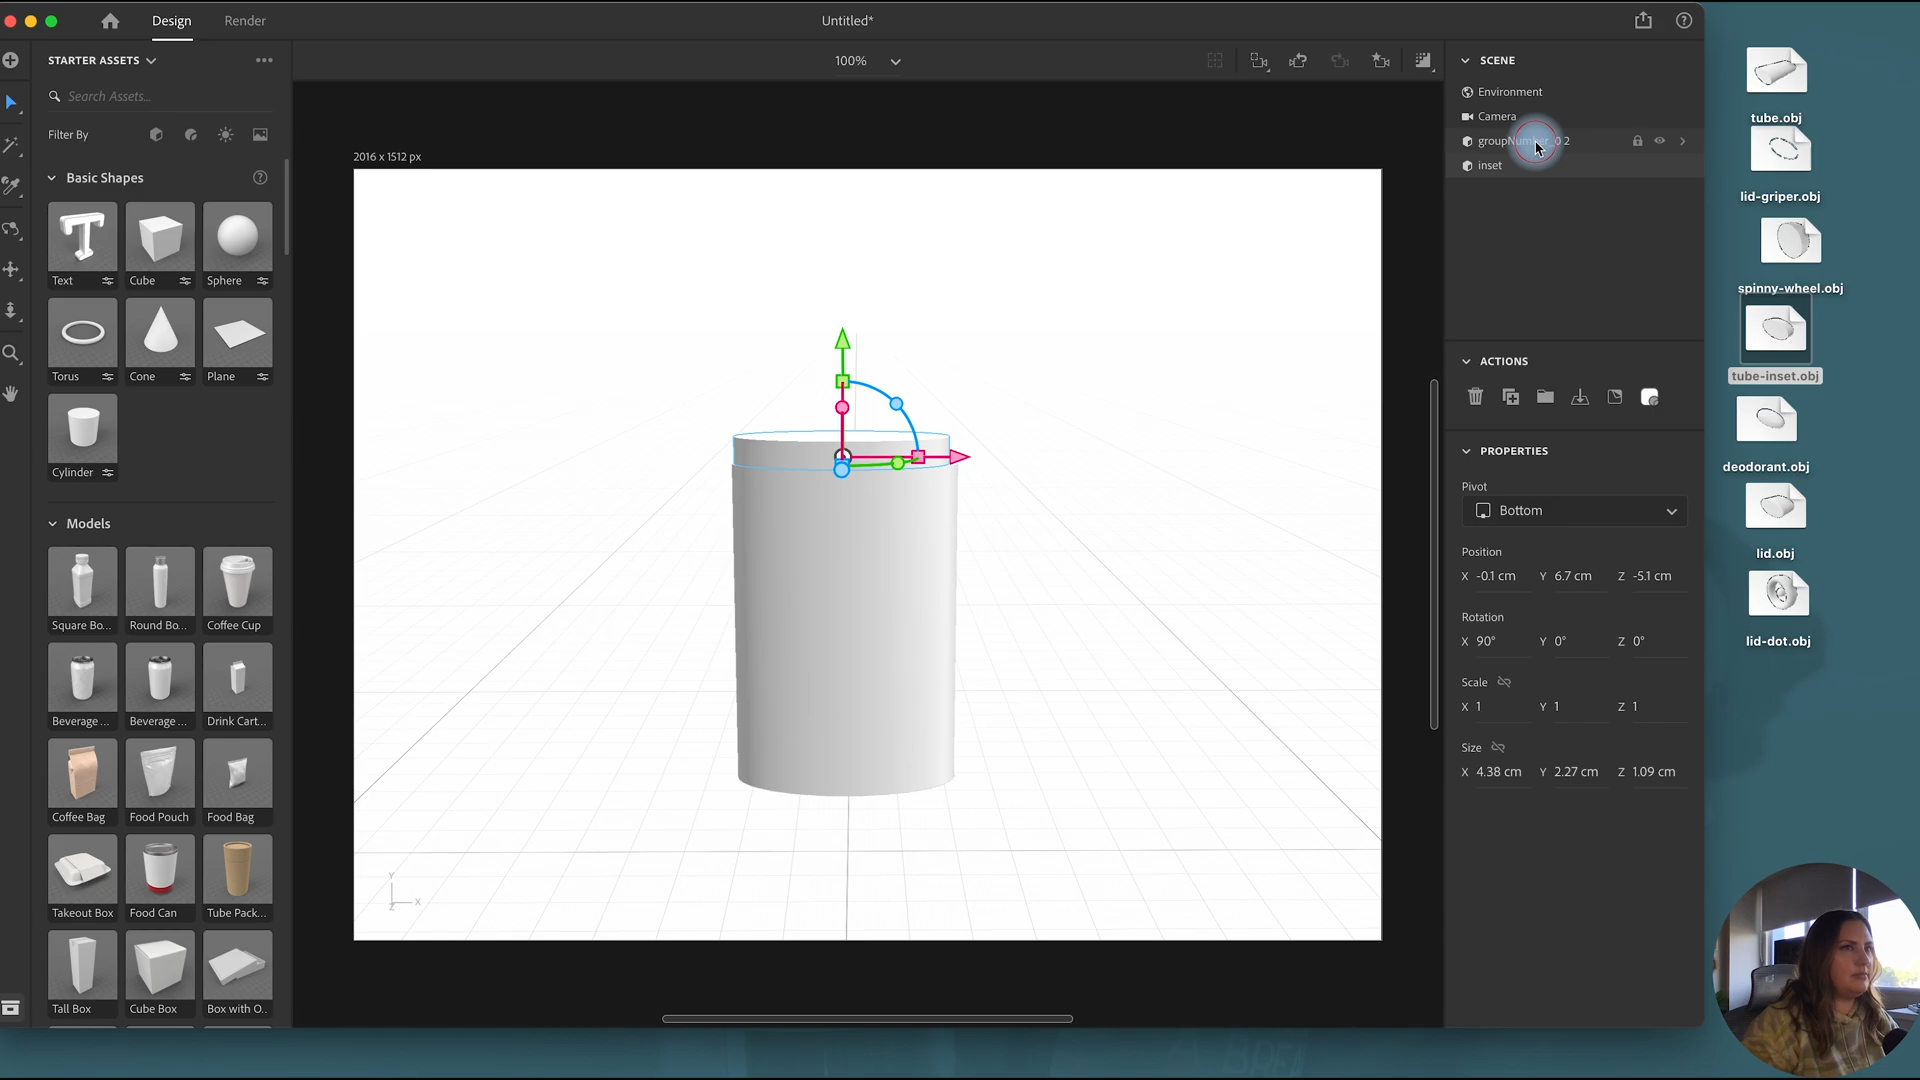 Design
Render
Untitled*
STARTER ASSETS
100%
SCENE
Search Assets...
Environment
Filter By
Camera
tube.obj
2016 x 1512 px
inset
Basic Shapes
lid-griper.obj
Text
Cube
Sphere
spinny-wheel.obj
Torus
Cone
Plane
ACTIONS
tube-inset.obj
Cylinder
PROPERTIES
deodorant.obj
Pivot
Bottom
Models
Position
lid.obj
X -0.1 cm Y 6.7 cm Z -5.1 cm
Square Bo...
Round Bo...
Coffee Cup
Rotation
X 90° Y 0° Z 0°
lid-dot.obj
Scale
X 1 Y 1 Z 1
Beverage ...
Beverage ...
Drink Cart...
Size
X 4.38 cm Y 2.27 cm Z 1.09 cm
Coffee Bag
Food Pouch
Food Bag
Y
X
Z
Takeout Box
Food Can
Tube Pack...
Tall Box
Cube Box
Box with O...